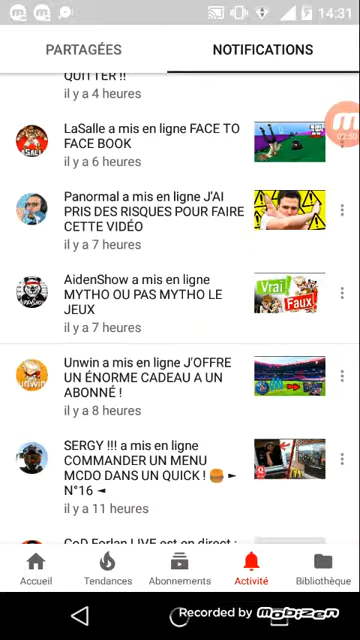 14:31
PARTAGÉES
NOTIFICATIONS
QUITTER !!
il y a 4 heures
LaSalle a mis en ligne FACE TO
FACE BOOK
il y a 6 heures
SALE
02:50
Panormal a mis en ligne J'AI
PRIS DES RISQUES POUR FAIRE
CETTE VIDÉO
il y a 7 heures
AidenShow a mis en ligne
MYTHO OU PAS MYTHO LE
JEUX
il y a 7 heures
Vrai
Faux
Unwin a mis en ligne J'OFFRE
UN ÉNORME CADEAU A UN
ABONNÉ !
il y a 8 heures
unwin
SERGY !!! a mis en ligne
COMMANDER UN MENU
MCDO DANS UN QUICK ! 🍔 ►
N°16 ◄
il y a 11 heures
CoD Forlan LIVE est en direct :
Accueil
Tendances
Abonnements
Activité
Bibliothèque
Recorded by mobizen